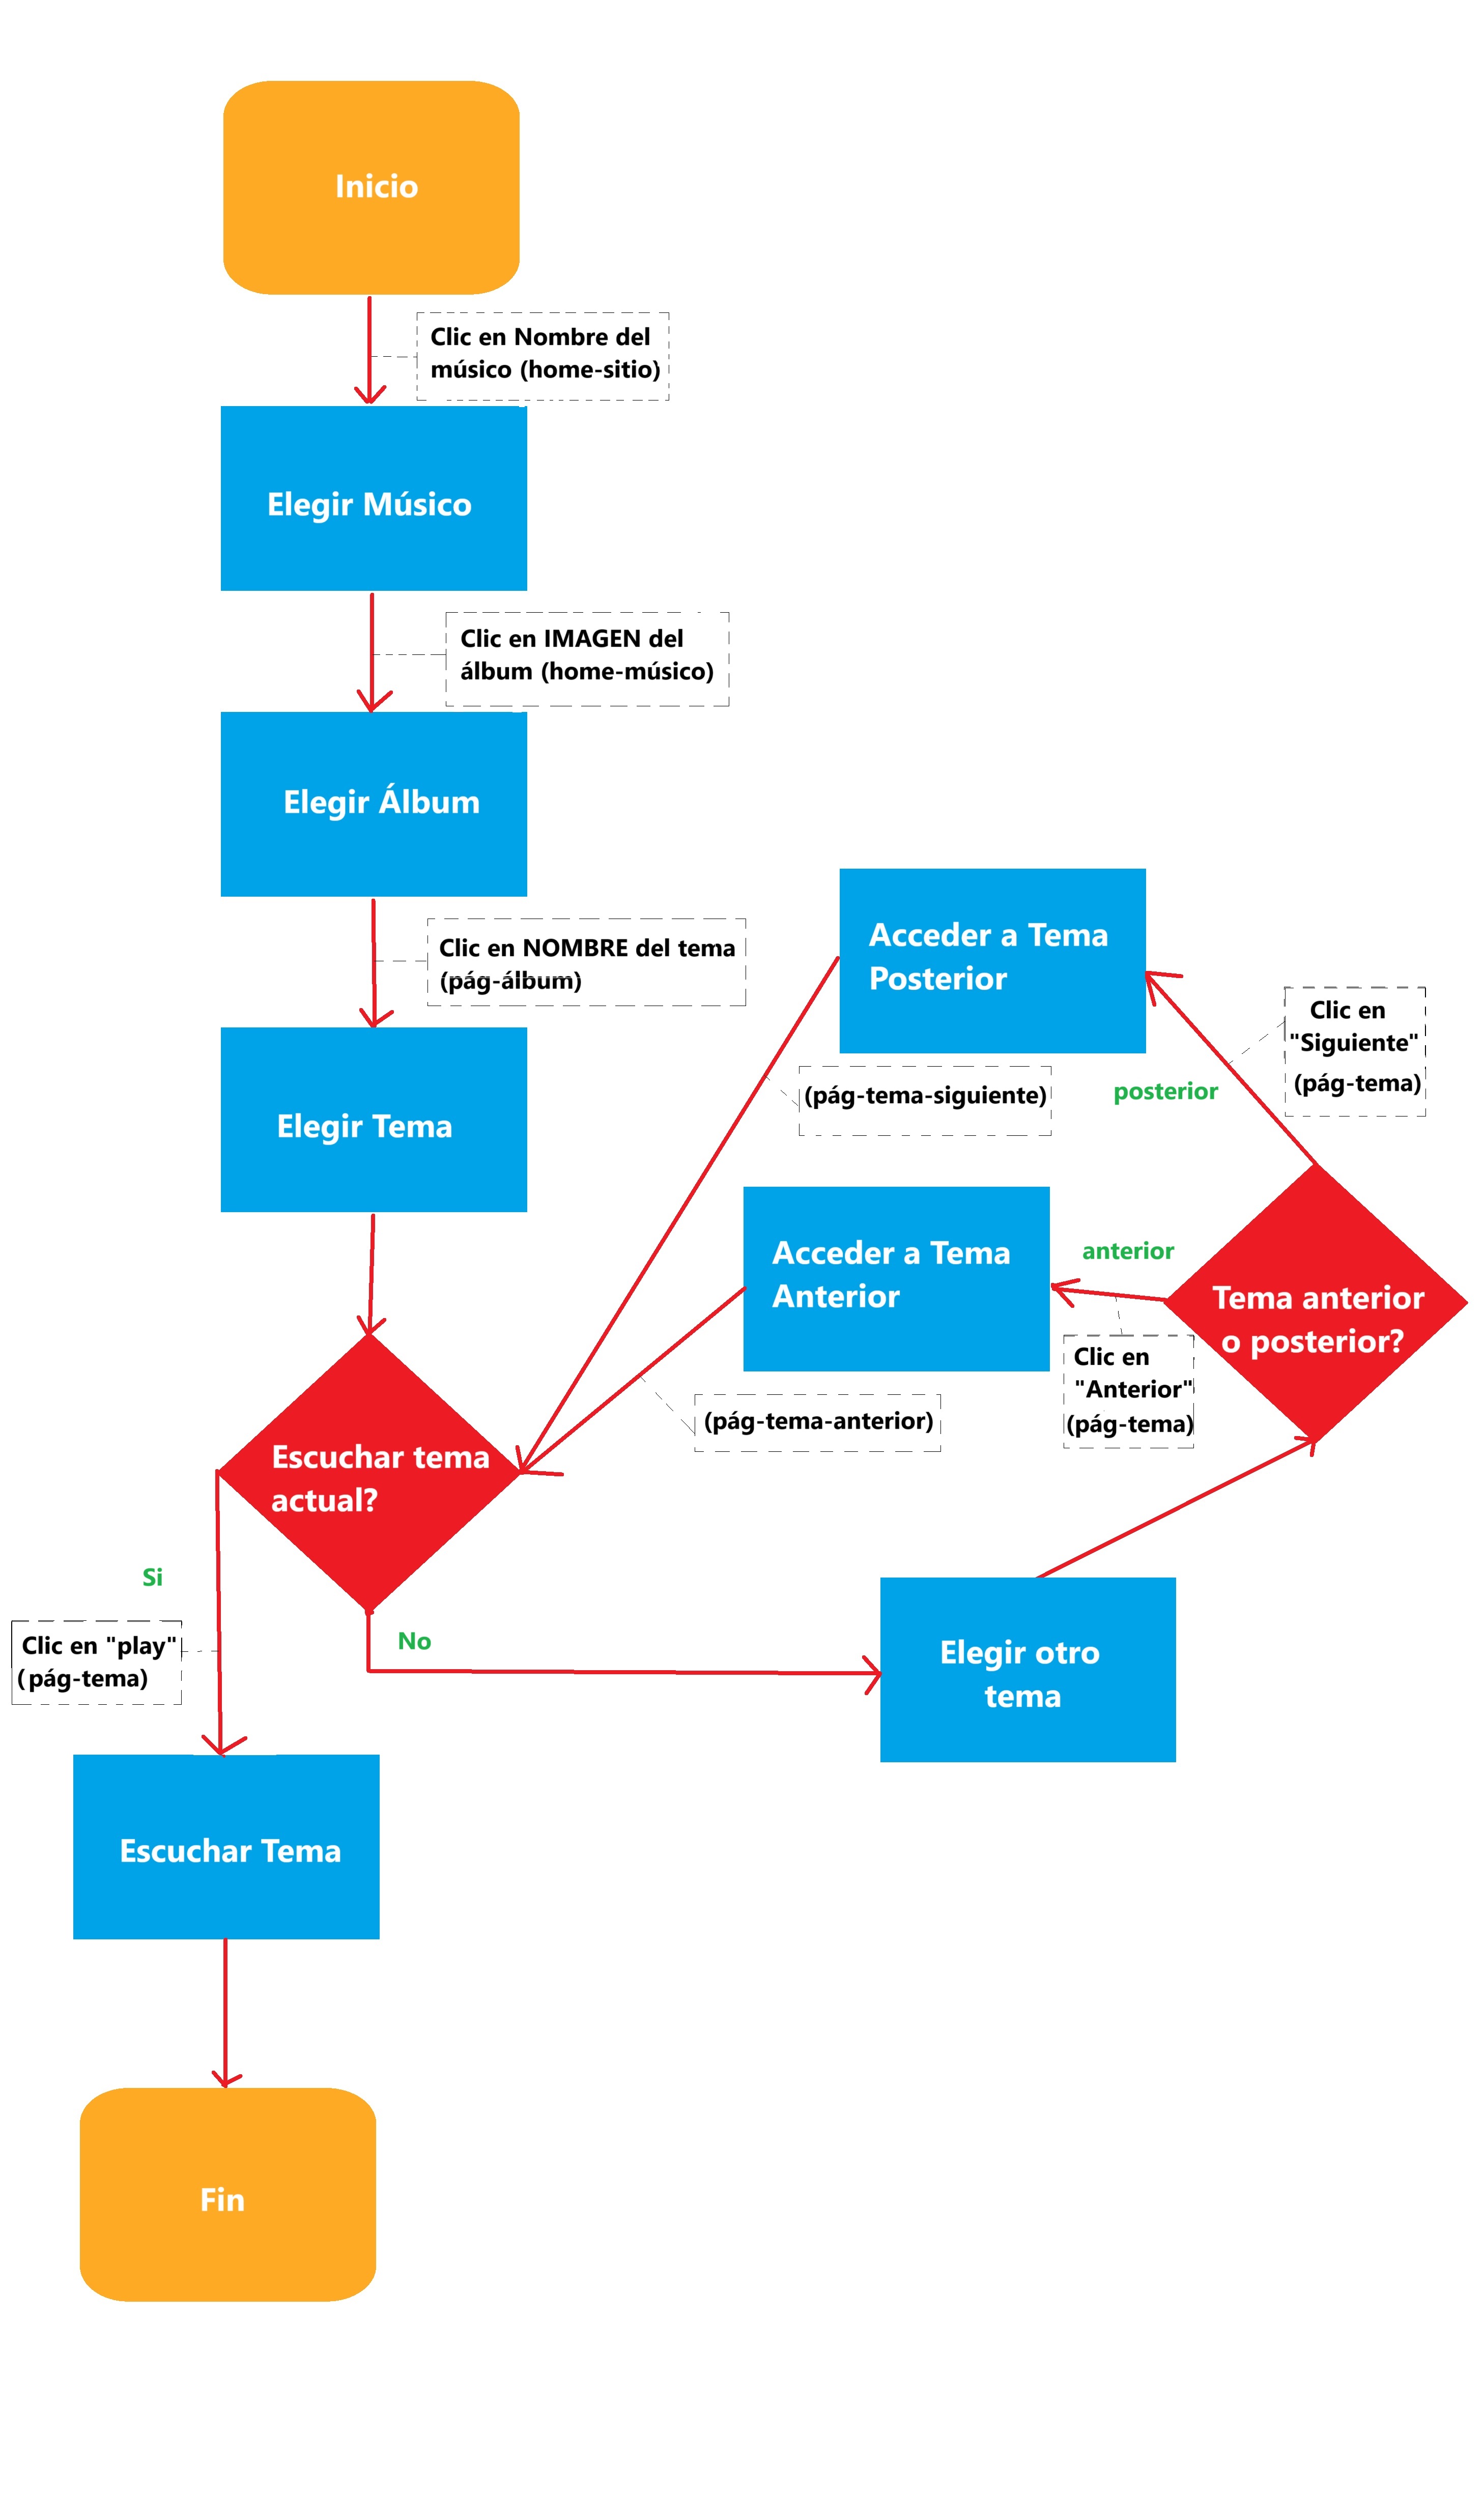 Inicio
Clic en Nombre del
músico (home-sitio)
Elegir Músico
Clic en IMAGEN del
álbum (home-músico)
Elegir Álbum
Clic en NOMBRE del tema
(pág-álbum)
Elegir Tema
Acceder a Tema
Posterior
Clic en
"Siguiente"
(pág-tema)
posterior
(pág-tema-siguiente)
Acceder a Tema
Anterior
anterior
Tema anterior
o posterior?
Clic en
"Anterior"
(pág-tema)
(pág-tema-anterior)
Escuchar tema
actual?
Si
Clic en "play"
(pág-tema)
No
Elegir otro
tema
Escuchar Tema
Fin